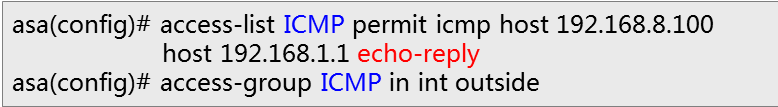 asa(config)# access-list ICMP permit icmp host 192.168.8.100
host 192.168.1.1 echo-reply
asa(config)# access-group ICMP in int outside